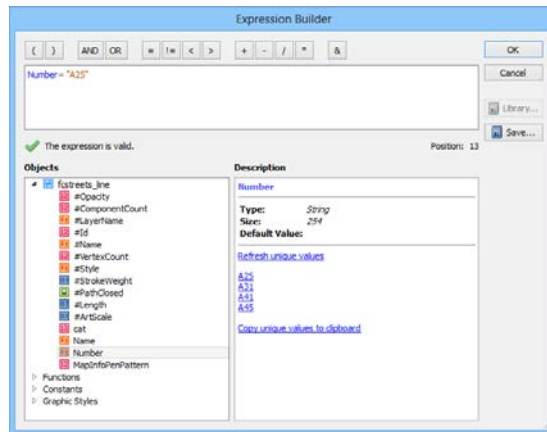 Expression Builder
( ) AND OR = != < > + - / * & OK
Number = "A25"
Cancel
Library...
Save...
The expression is valid.
Position: 13
Objects
fcstreets_line
#Opacity
#ComponentCount
#LayerName
#Id
#Name
#VertexCount
#Style
#StrokeWeight
#PathClosed
#Length
#ArtScale
cat
Name
Number
MapInfoPenPattern
Functions
Constants
Graphic Styles
Description
Number
Type: String
Size: 254
Default Value:
Refresh unique values
A25
A31
A41
A45
Copy unique values to clipboard